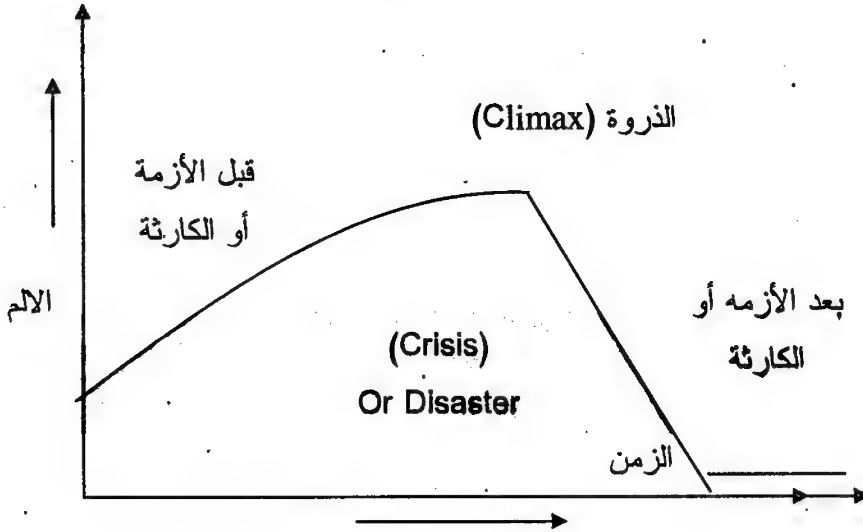 الذروة (Climax)
قبل الأزمة
أو الكارثة
الالم
بعد الأزمه أو
الكارثة
(Crisis)
Or Disaster
الزمن